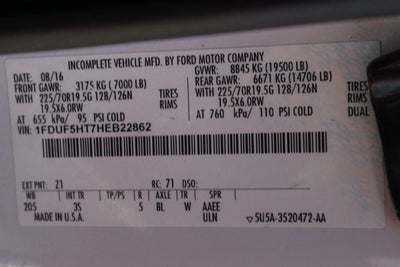 INCOMPLETE VEHICLE MFD. BY FORD MOTOR COMPANY
DATE: 08/16 GVWR: 8845 KG (19500 LB)
FRONT GAWR: 3175 KG ( 7000 LB) REAR GAWR: 6671 KG (14706 LB)
WITH 225/70R19.5G 128/126N TIRES WITH 225/70R19.5G 128/126N TIRES
19.5X6.0RW RIMS 19.5X6.0RW RIMS
AT 655 kPa/ 95 PSI COLD AT 760 kPa/ 110 PSI COLD DUAL
VIN: 1FDUF5HT7HEB22862
EXT PNT: Z1 RC: 71 DSO:
WB INT TR TP/PS R AXLE TR SPR
205 3S 5 8L W AAEE
MADE IN U.S.A. ULN ▽ 5U5A-3520472-AA